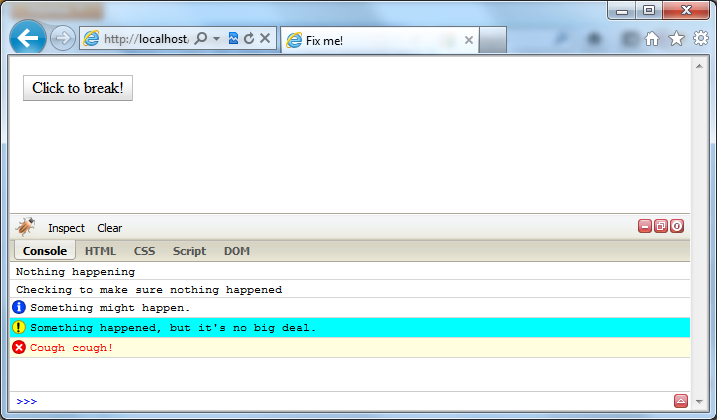 http://localhost/
Fix me!
Click to break!
Inspect Clear
Console HTML CSS Script DOM
Nothing happening
Checking to make sure nothing happened
Something might happen.
Something happened, but it's no big deal.
Cough cough!
>>>